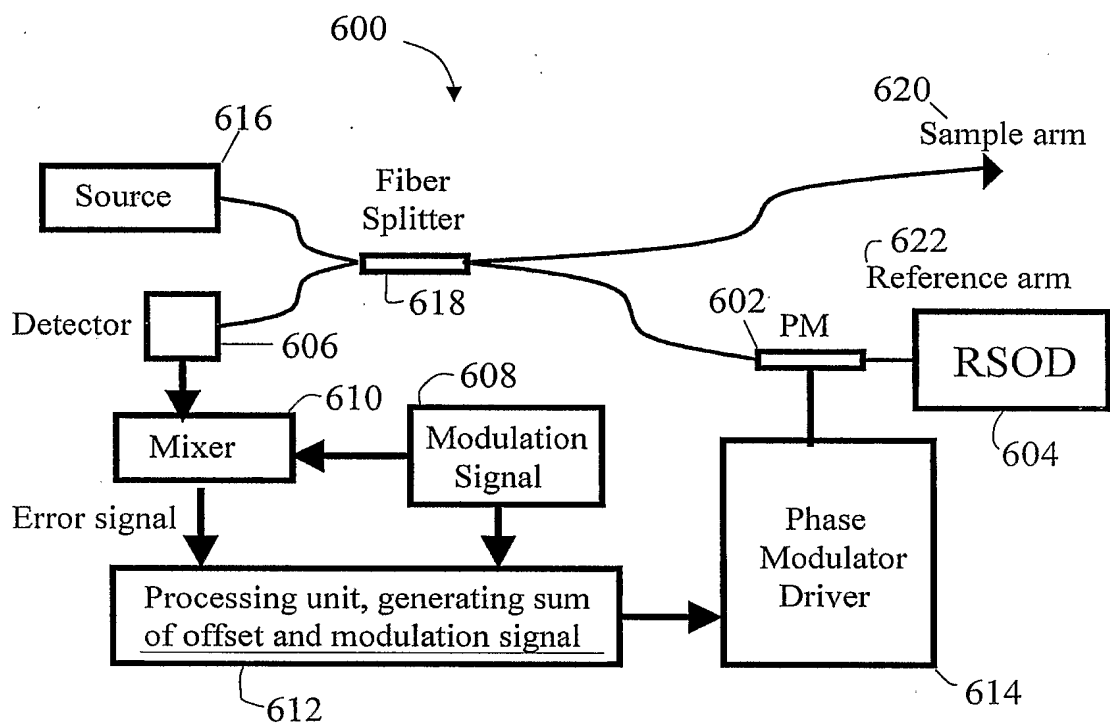 600
620
Sample arm
616
Source
Fiber
Splitter
618
622
Reference arm
602
PM
RSOD
604
Detector
606
608
610
Mixer
Modulation
Signal
Error signal
Phase
Modulator
Driver
614
Processing unit, generating sum
of offset and modulation signal
612